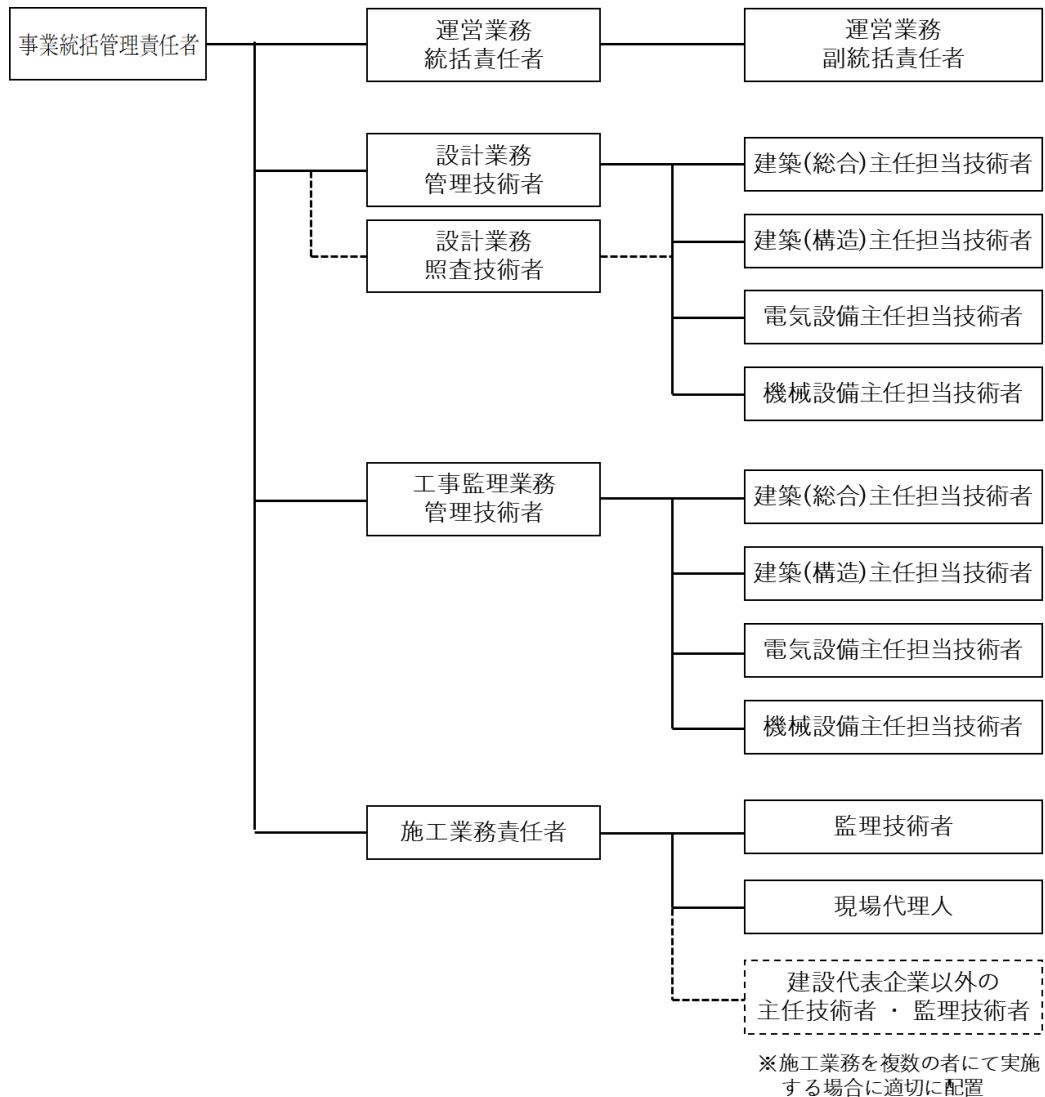 事業統括管理責任者
運営業務
統括責任者
運営業務
副統括責任者
設計業務
管理技術者
設計業務
照査技術者
建築(総合)主任担当技術者
建築(構造)主任担当技術者
電気設備主任担当技術者
機械設備主任担当技術者
工事監理業務
管理技術者
建築(総合)主任担当技術者
建築(構造)主任担当技術者
電気設備主任担当技術者
機械設備主任担当技術者
施工業務責任者
監理技術者
現場代理人
建設代表企業以外の
主任技術者 ・ 監理技術者
※施工業務を複数の者にて実施
する場合に適切に配置